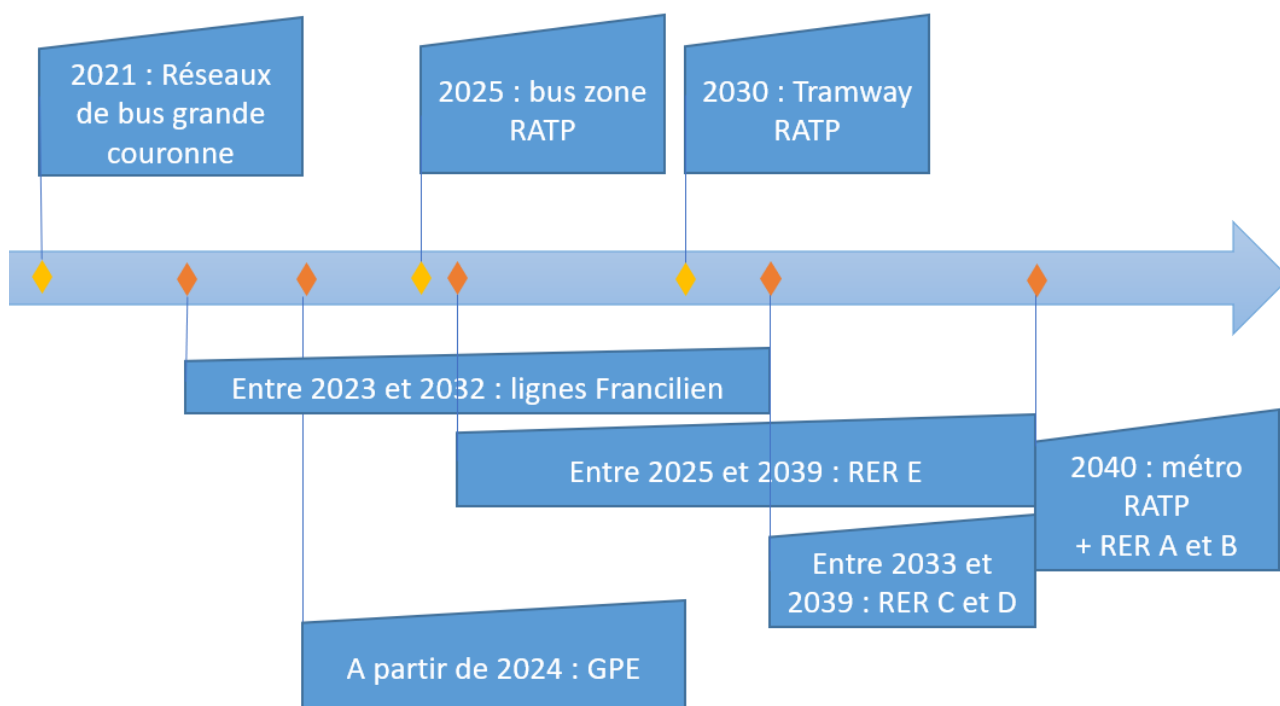 2021 : Réseaux
de bus grande
couronne
2025 : bus zone
RATP
2030 : Tramway
RATP
Entre 2023 et 2032 : lignes Francilien
Entre 2025 et 2039 : RER E
2040 : métro
RATP
+ RER A et B
Entre 2033 et
2039 : RER C et D
A partir de 2024 : GPE